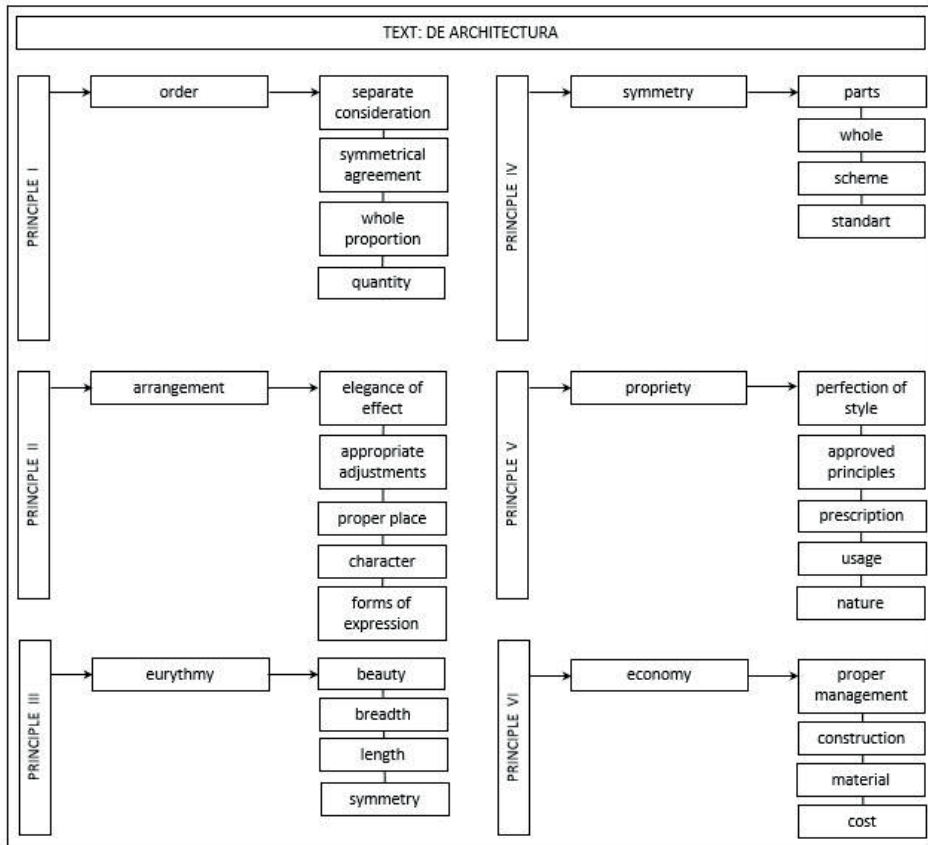 TEXT: DE ARCHITECTURA
PRINCIPLE I
order
separate
consideration
symmetrical
agreement
whole
proportion
quantity
PRINCIPLE II
arrangement
elegance of
effect
appropriate
adjustments
proper place
character
forms of
expression
PRINCIPLE III
eurythmy
beauty
breadth
length
symmetry
PRINCIPLE IV
symmetry
parts
whole
scheme
standart
PRINCIPLE V
propriety
perfection of
style
approved
principles
prescription
usage
nature
PRINCIPLE VI
economy
proper
management
construction
material
cost